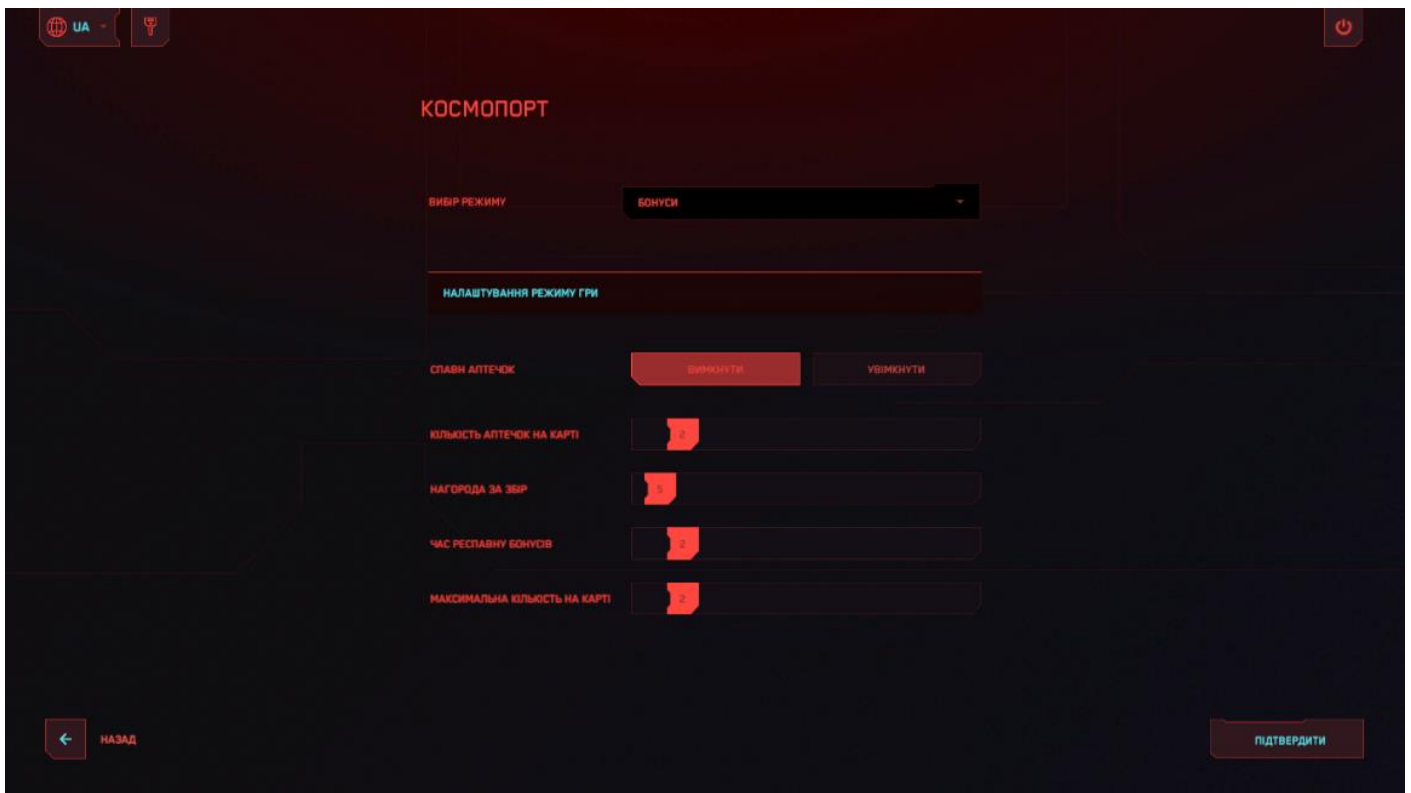 UA
КОСМОПОРТ
ВИБІР РЕЖИМУ
БОНУСИ
НАЛАШТУВАННЯ РЕЖИМУ ГРИ
СПАВН АПТЕЧОК
ВИМКНУТИ
УВІМКНУТИ
КІЛЬКІСТЬ АПТЕЧОК НА КАРТІ
2
НАГОРОДА ЗА ЗБІР
5
ЧАС РЕСПАВНУ БОНУСІВ
2
МАКСИМАЛЬНА КІЛЬКІСТЬ НА КАРТІ
2
НАЗАД
ПІДТВЕРДИТИ